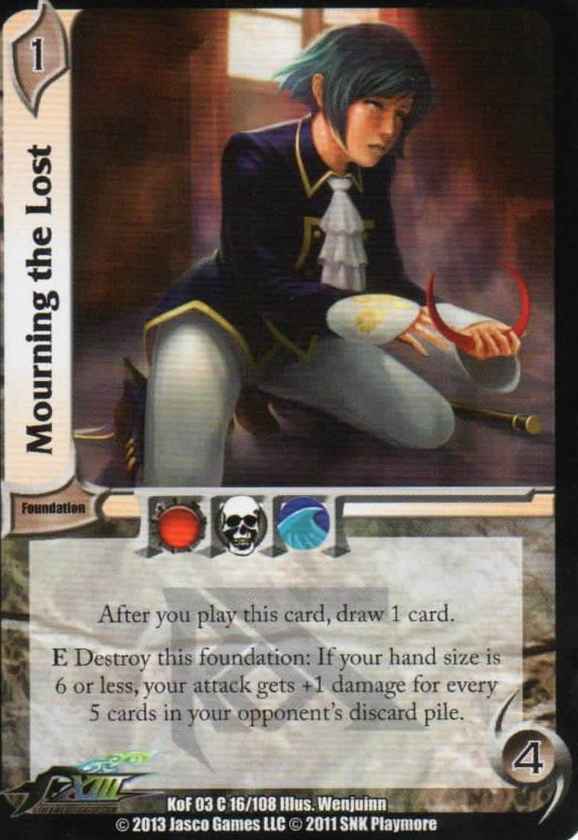 1
Mourning the Lost
Foundation
After you play this card, draw 1 card.
E Destroy this foundation: If your hand size is
6 or less, your attack gets +1 damage for every
5 cards in your opponent's discard pile.
4
XIII
KoF 03 C 16/108 Illus. Wenjuinn
© 2013 Jasco Games LLC © 2011 SNK Playmore